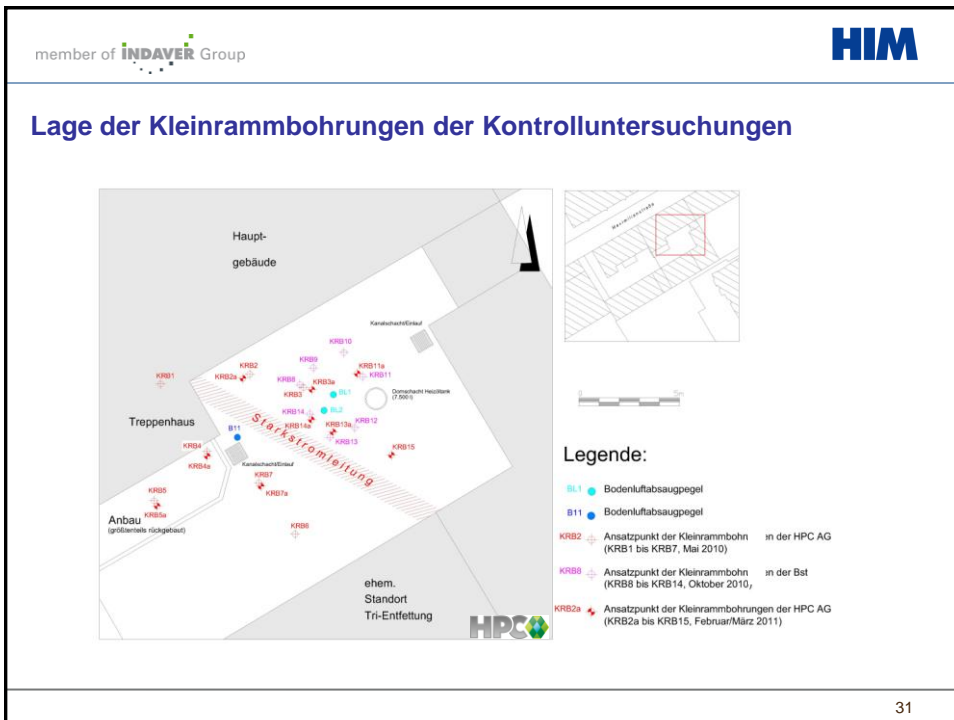 member of INDAVER Group
HIM
Lage der Kleinrammbohrungen der Kontrolluntersuchungen
Haupt-
gebäude
Kanalschacht/Einlauf
KRB10
KRB9
KRB2
KRB11a
KRB1
KRB2a
KRB8
KRB3a
KRB11
KRB3
BL1
Domschacht Heizöltank
(7.500 l)
Treppenhaus
KRB14
BL2
Starkstromleitung
B11
KRB14a
KRB13a
KRB12
KRB4
KRB13
KRB15
KRB4a
Kanalschacht/Einlauf
KRB7
KRB5
KRB7a
KRB5a
Anbau
(größtenteils rückgebaut)
KRB6
ehem.
Standort
Tri-Entfettung
HPC
Maximilianstraße
0 5m
Legende:
BL1 Bodenluftabsaugpegel
B11 Bodenluftabsaugpegel
KRB2 Ansatzpunkt der Kleinrammbohn en der HPC AG
(KRB1 bis KRB7, Mai 2010)
KRB8 Ansatzpunkt der Kleinrammbohn en der Bst
(KRB8 bis KRB14, Oktober 2010,
KRB2a Ansatzpunkt der Kleinrammbohrungen der HPC AG
(KRB2a bis KRB15, Februar/März 2011)
31